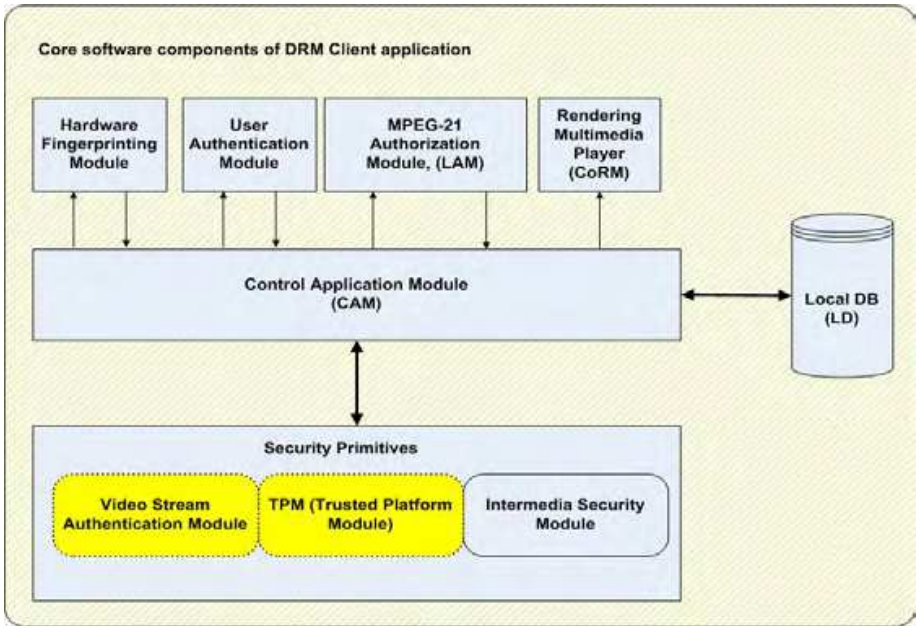 Core software components of DRM Client application
Hardware
Fingerprinting
Module
User
Authentication
Module
MPEG-21
Authorization
Module, (LAM)
Rendering
Multimedia
Player
(CoRM)
Control Application Module
(CAM)
Local DB
(LD)
Security Primitives
Video Stream
Authentication Module
TPM (Trusted Platform
Module)
Intermedia Security
Module